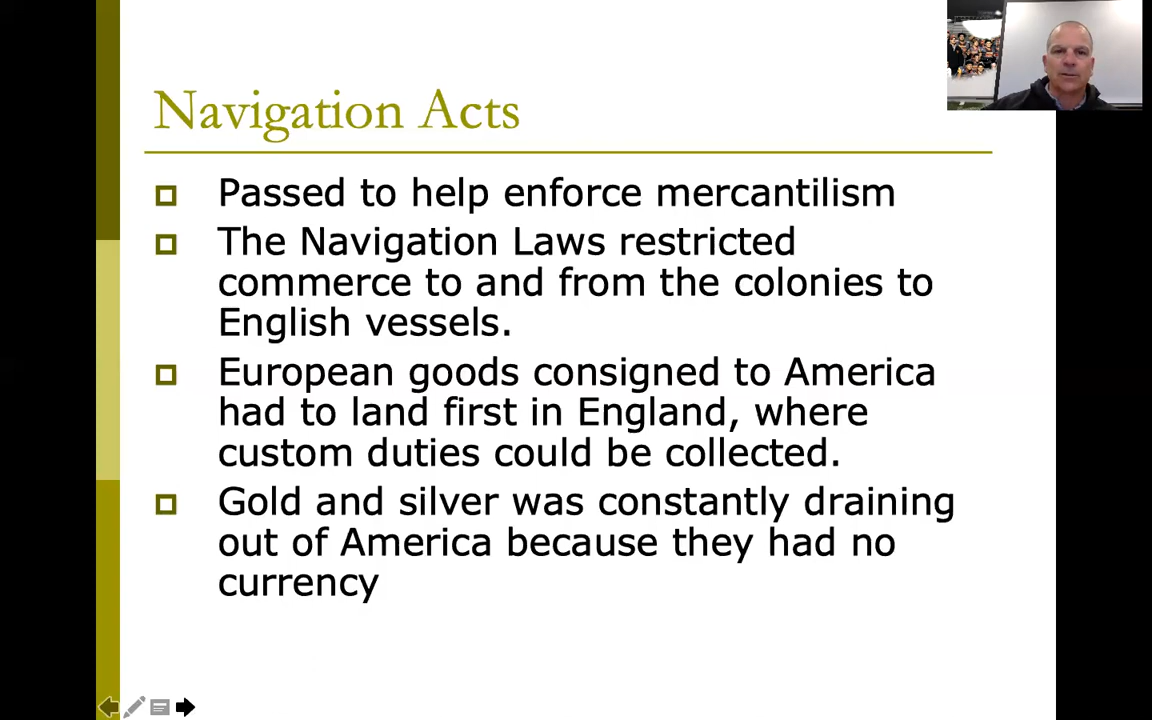 Navigation Acts
Passed to help enforce mercantilism
The Navigation Laws restricted
commerce to and from the colonies to
English vessels.
European goods consigned to America
had to land first in England, where
custom duties could be collected.
Gold and silver was constantly draining
out of America because they had no
currency